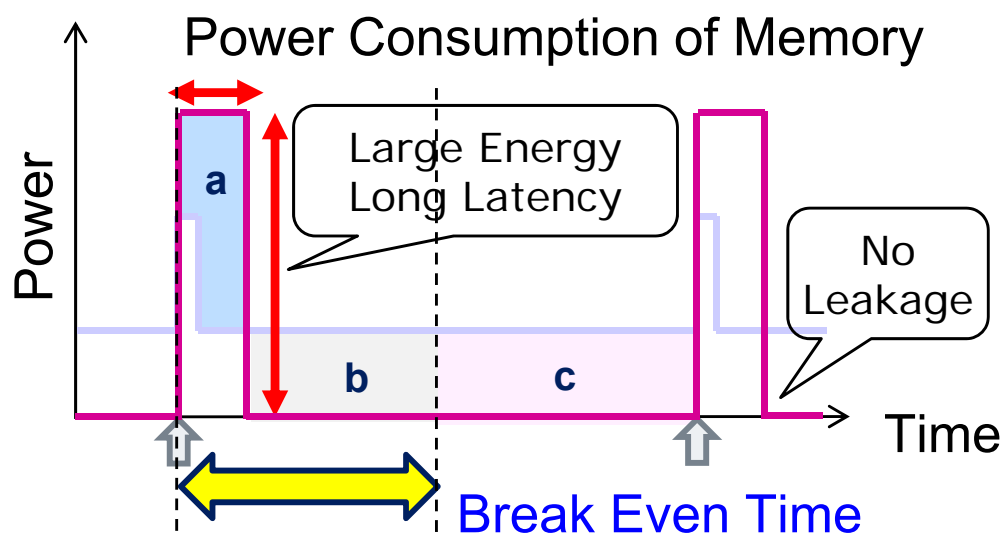 Power Consumption of Memory
Power
a
Large Energy
Long Latency
No
Leakage
b
c
Time
Break Even Time